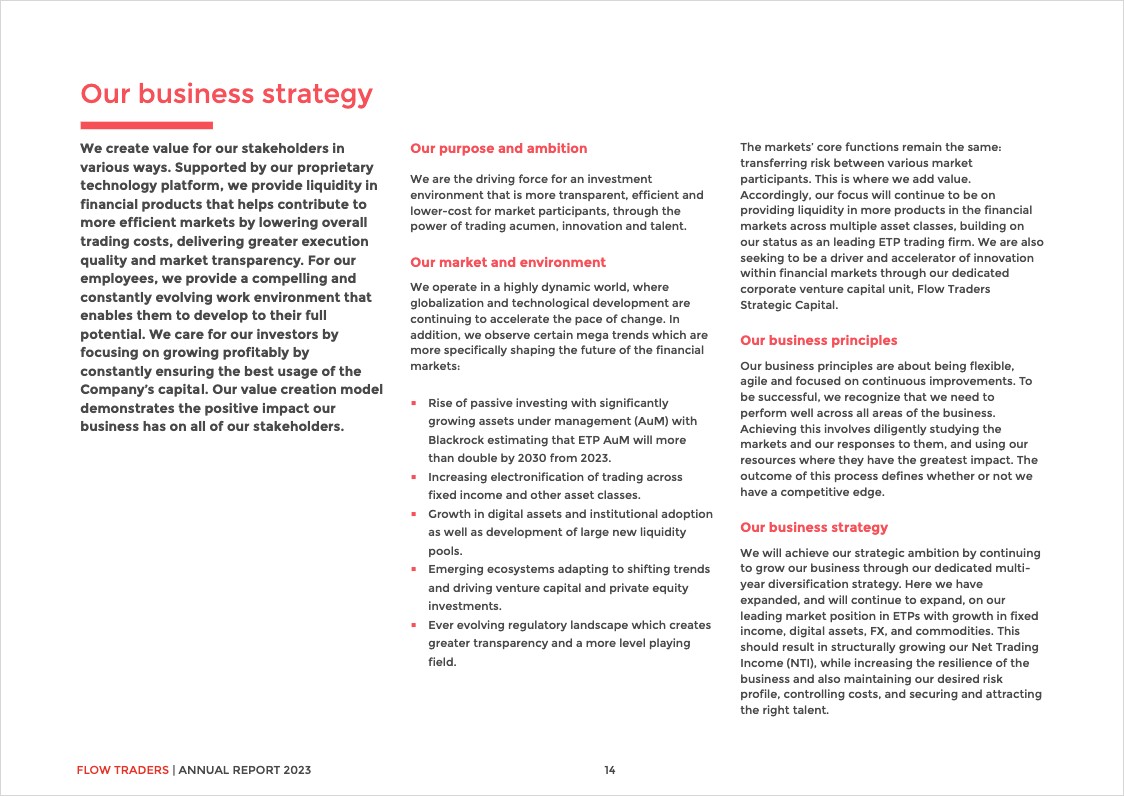 Our business strategy
We create value for our stakeholders in
various ways. Supported by our proprietary
technology platform, we provide liquidity in
financial products that helps contribute to
more efficient markets by lowering overall
trading costs, delivering greater execution
quality and market transparency. For our
employees, we provide a compelling and
constantly evolving work environment that
enables them to develop to their full
potential. We care for our investors by
focusing on growing profitably by
constantly ensuring the best usage of the
Company's capital. Our value creation model
demonstrates the positive impact our
business has on all of our stakeholders.
Our purpose and ambition
We are the driving force for an investment
environment that is more transparent, efficient and
lower-cost for market participants, through the
power of trading acumen, innovation and talent.
Our market and environment
We operate in a highly dynamic world, where
globalization and technological development are
continuing to accelerate the pace of change. In
addition, we observe certain mega trends which are
more specifically shaping the future of the financial
markets:
▪ Rise of passive investing with significantly
growing assets under management (AuM) with
Blackrock estimating that ETP AuM will more
than double by 2030 from 2023.
▪ Increasing electronification of trading across
fixed income and other asset classes.
▪ Growth in digital assets and institutional adoption
as well as development of large new liquidity
pools.
▪ Emerging ecosystems adapting to shifting trends
and driving venture capital and private equity
investments.
▪ Ever evolving regulatory landscape which creates
greater transparency and a more level playing
field.
The markets' core functions remain the same:
transferring risk between various market
participants. This is where we add value.
Accordingly, our focus will continue to be on
providing liquidity in more products in the financial
markets across multiple asset classes, building on
our status as an leading ETP trading firm. We are also
seeking to be a driver and accelerator of innovation
within financial markets through our dedicated
corporate venture capital unit, Flow Traders
Strategic Capital.
Our business principles
Our business principles are about being flexible,
agile and focused on continuous improvements. To
be successful, we recognize that we need to
perform well across all areas of the business.
Achieving this involves diligently studying the
markets and our responses to them, and using our
resources where they have the greatest impact. The
outcome of this process defines whether or not we
have a competitive edge.
Our business strategy
We will achieve our strategic ambition by continuing
to grow our business through our dedicated multi-
year diversification strategy. Here we have
expanded, and will continue to expand, on our
leading market position in ETPs with growth in fixed
income, digital assets, FX, and commodities. This
should result in structurally growing our Net Trading
Income (NTI), while increasing the resilience of the
business and also maintaining our desired risk
profile, controlling costs, and securing and attracting
the right talent.
FLOW TRADERS | ANNUAL REPORT 2023
14